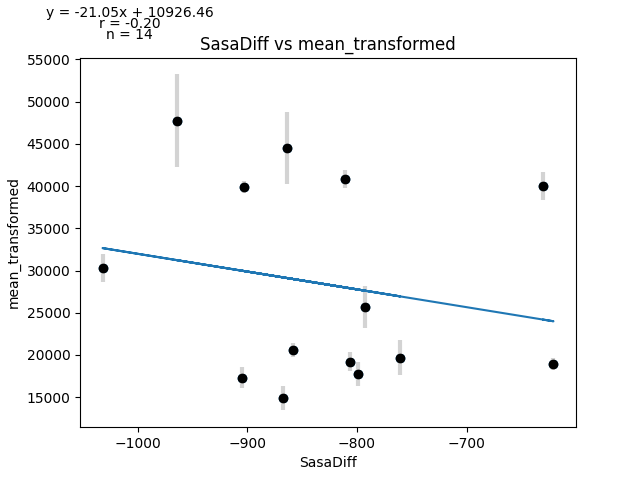 y = -21.05x + 10926.46
r = -0.20
n = 14
SasaDiff vs mean_transformed
55000
50000
45000
40000
35000
30000
25000
20000
15000
mean_transformed
−1000
−900
−800
−700
SasaDiff